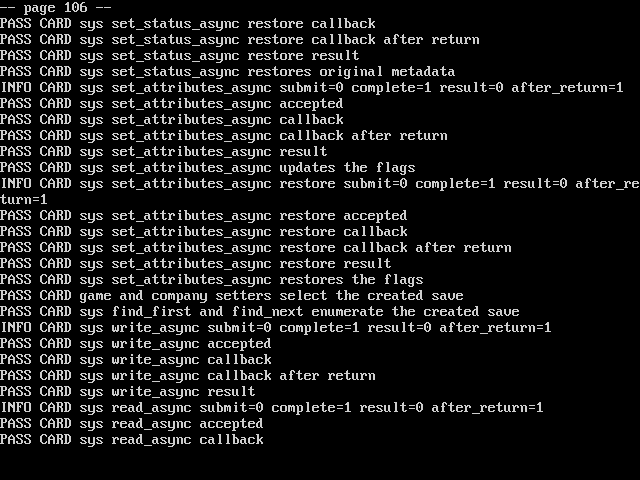 -- page 106 --
PASS CARD sys set_status_async restore callback
PASS CARD sys set_status_async restore callback after return
PASS CARD sys set_status_async restore result
PASS CARD sys set_status_async restores original metadata
INFO CARD sys set_attributes_async submit=0 complete=1 result=0 after_return=1
PASS CARD sys set_attributes_async accepted
PASS CARD sys set_attributes_async callback
PASS CARD sys set_attributes_async callback after return
PASS CARD sys set_attributes_async result
PASS CARD sys set_attributes_async updates the flags
INFO CARD sys set_attributes_async restore submit=0 complete=1 result=0 after_re
turn=1
PASS CARD sys set_attributes_async restore accepted
PASS CARD sys set_attributes_async restore callback
PASS CARD sys set_attributes_async restore callback after return
PASS CARD sys set_attributes_async restore result
PASS CARD sys set_attributes_async restores the flags
PASS CARD game and company setters select the created save
PASS CARD sys find_first and find_next enumerate the created save
INFO CARD sys write_async submit=0 complete=1 result=0 after_return=1
PASS CARD sys write_async accepted
PASS CARD sys write_async callback
PASS CARD sys write_async callback after return
PASS CARD sys write_async result
INFO CARD sys read_async submit=0 complete=1 result=0 after_return=1
PASS CARD sys read_async accepted
PASS CARD sys read_async callback